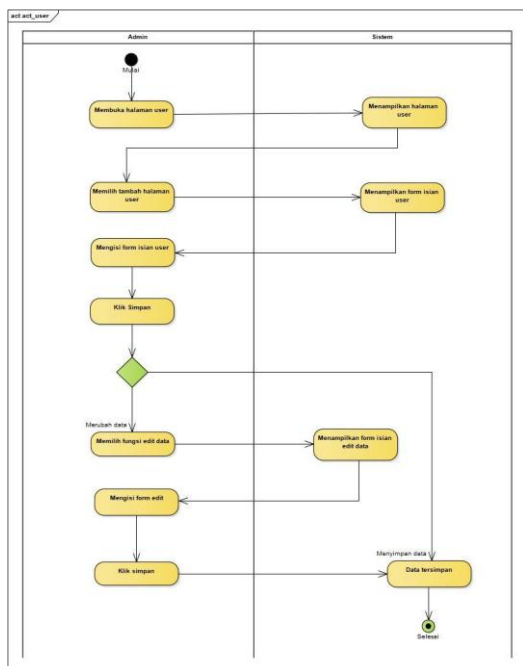 act act_user
Admin
Sistem
Mulai
Membuka halaman user
Menampilkan halaman
user
Memilih tambah halaman
user
Menampilkan form isian
user
Mengisi form isian user
Klik Simpan
Merubah data
Memilih fungsi edit data
Menampilkan form isian
edit data
Mengisi form edit
Menyimpan data
Klik simpan
Data tersimpan
Selesai